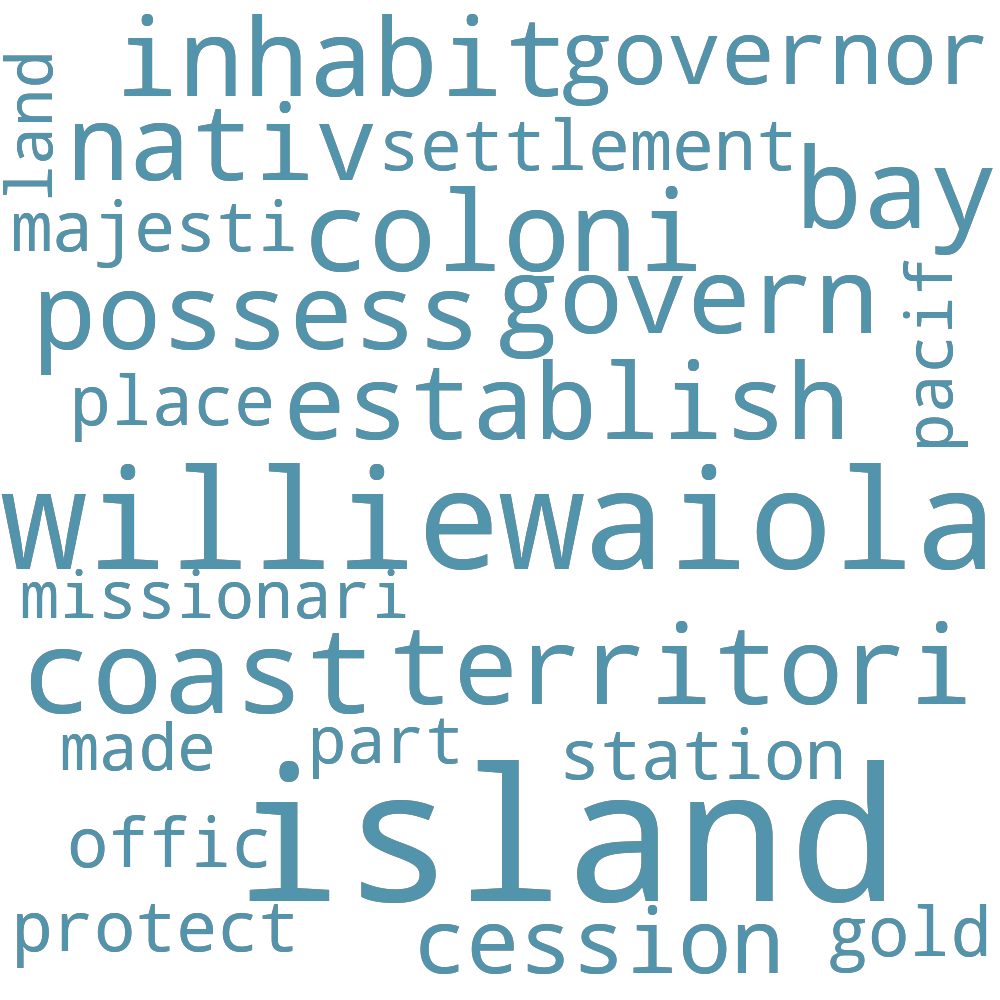 inhabit governor
land
nativ settlement
bay
majesti coloni
possess govern
pacif
place establish
williewaiola
missionari
coast territori
made part station
island
offic
protect cession gold